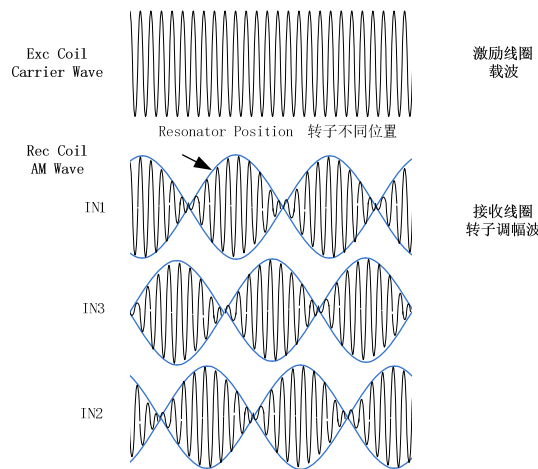 Exc Coil
Carrier Wave
激励线圈
载波
Resonator Position 转子不同位置
Rec Coil
AM Wave
IN1
接收线圈
转子调幅波
IN3
IN2